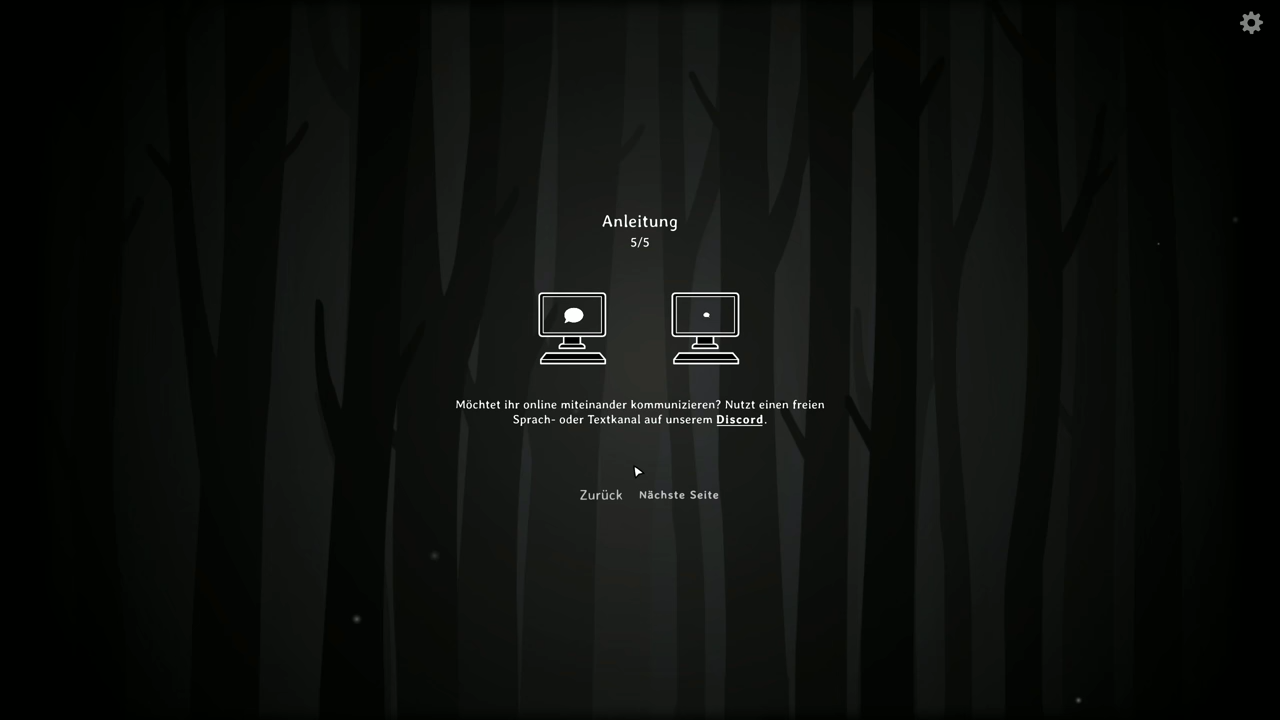 Anleitung
5/5
Möchtet ihr online miteinander kommunizieren? Nutzt einen freien
Sprach- oder Textkanal auf unserem Discord.
Zurück Nächste Seite